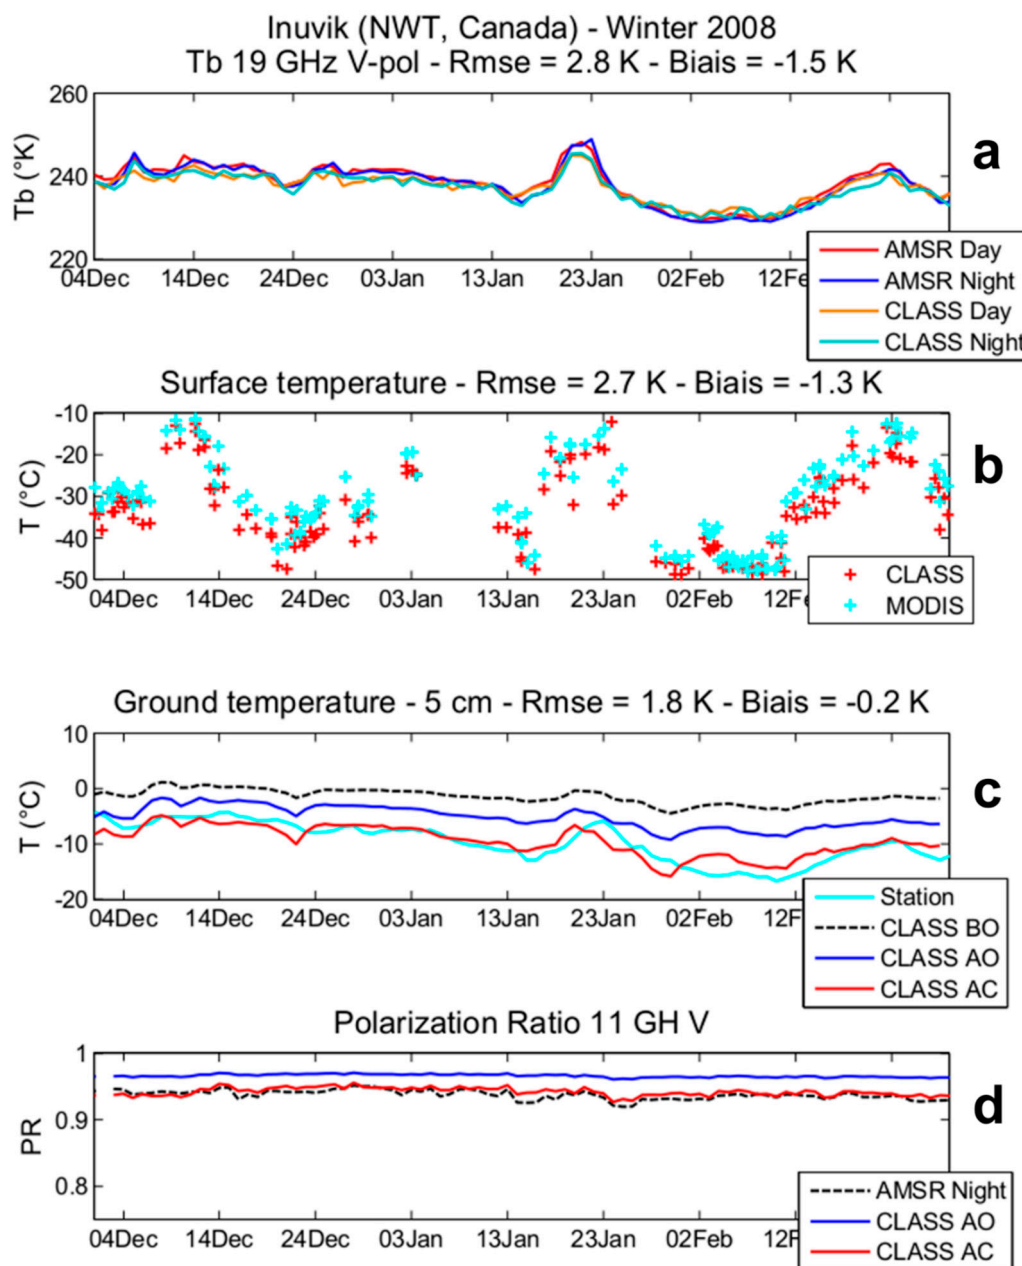 Inuvik (NWT, Canada) - Winter 2008
Tb 19 GHz V-pol - Rmse = 2.8 K - Biais = -1.5 K
260
240
220
Tb (°K)
a
04Dec 14Dec 24Dec 03Jan 13Jan 23Jan 02Feb 12Fe
AMSR Day
AMSR Night
CLASS Day
CLASS Night
Surface temperature - Rmse = 2.7 K - Biais = -1.3 K
-10
-20
-30
-40
-50
T (°C)
b
04Dec 14Dec 24Dec 03Jan 13Jan 23Jan 02Feb 12F
CLASS
MODIS
Ground temperature - 5 cm - Rmse = 1.8 K - Biais = -0.2 K
10
0
-10
-20
T (°C)
c
04Dec 14Dec 24Dec 03Jan 13Jan 23Jan 02Feb 12F
Station
CLASS BO
CLASS AO
CLASS AC
Polarization Ratio 11 GH V
1
0.9
0.8
PR
d
04Dec 14Dec 24Dec 03Jan 13Jan 23Jan 02Feb 12F
AMSR Night
CLASS AO
CLASS AC